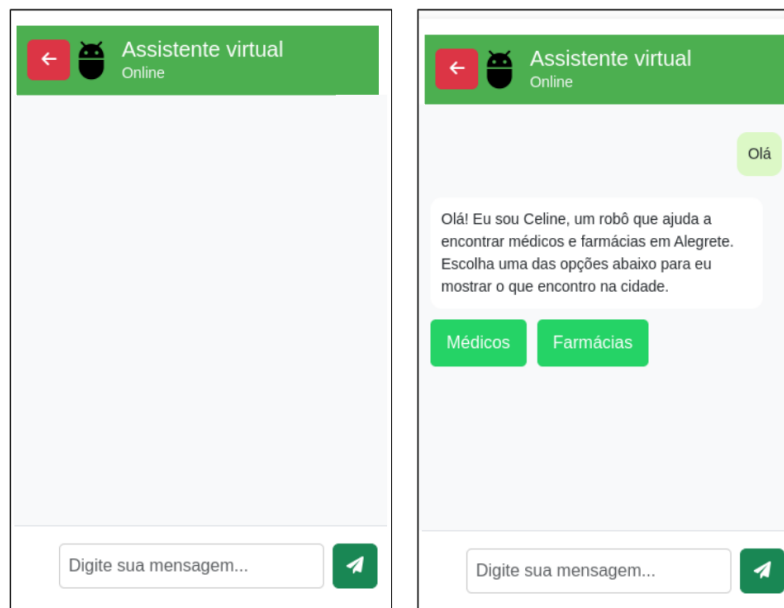 Assistente virtual
Online
Digite sua mensagem...
Assistente virtual
Online
Olá
Olá! Eu sou Celine, um robô que ajuda a
encontrar médicos e farmácias em Alegrete.
Escolha uma das opções abaixo para eu
mostrar o que encontro na cidade.
Médicos Farmácias
Digite sua mensagem...